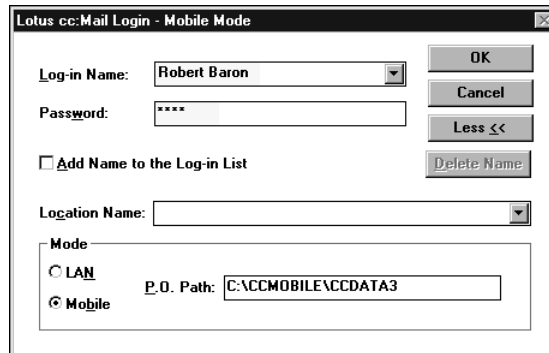 Lotus cc:Mail Login - Mobile Mode
Log-in Name: Robert Baron
OK
Cancel
Password: ****
Less <<
Add Name to the Log-in List
Delete Name
Location Name:
Mode
LAN
P.O. Path: C:\CCMOBILE\CCDATA3
Mobile